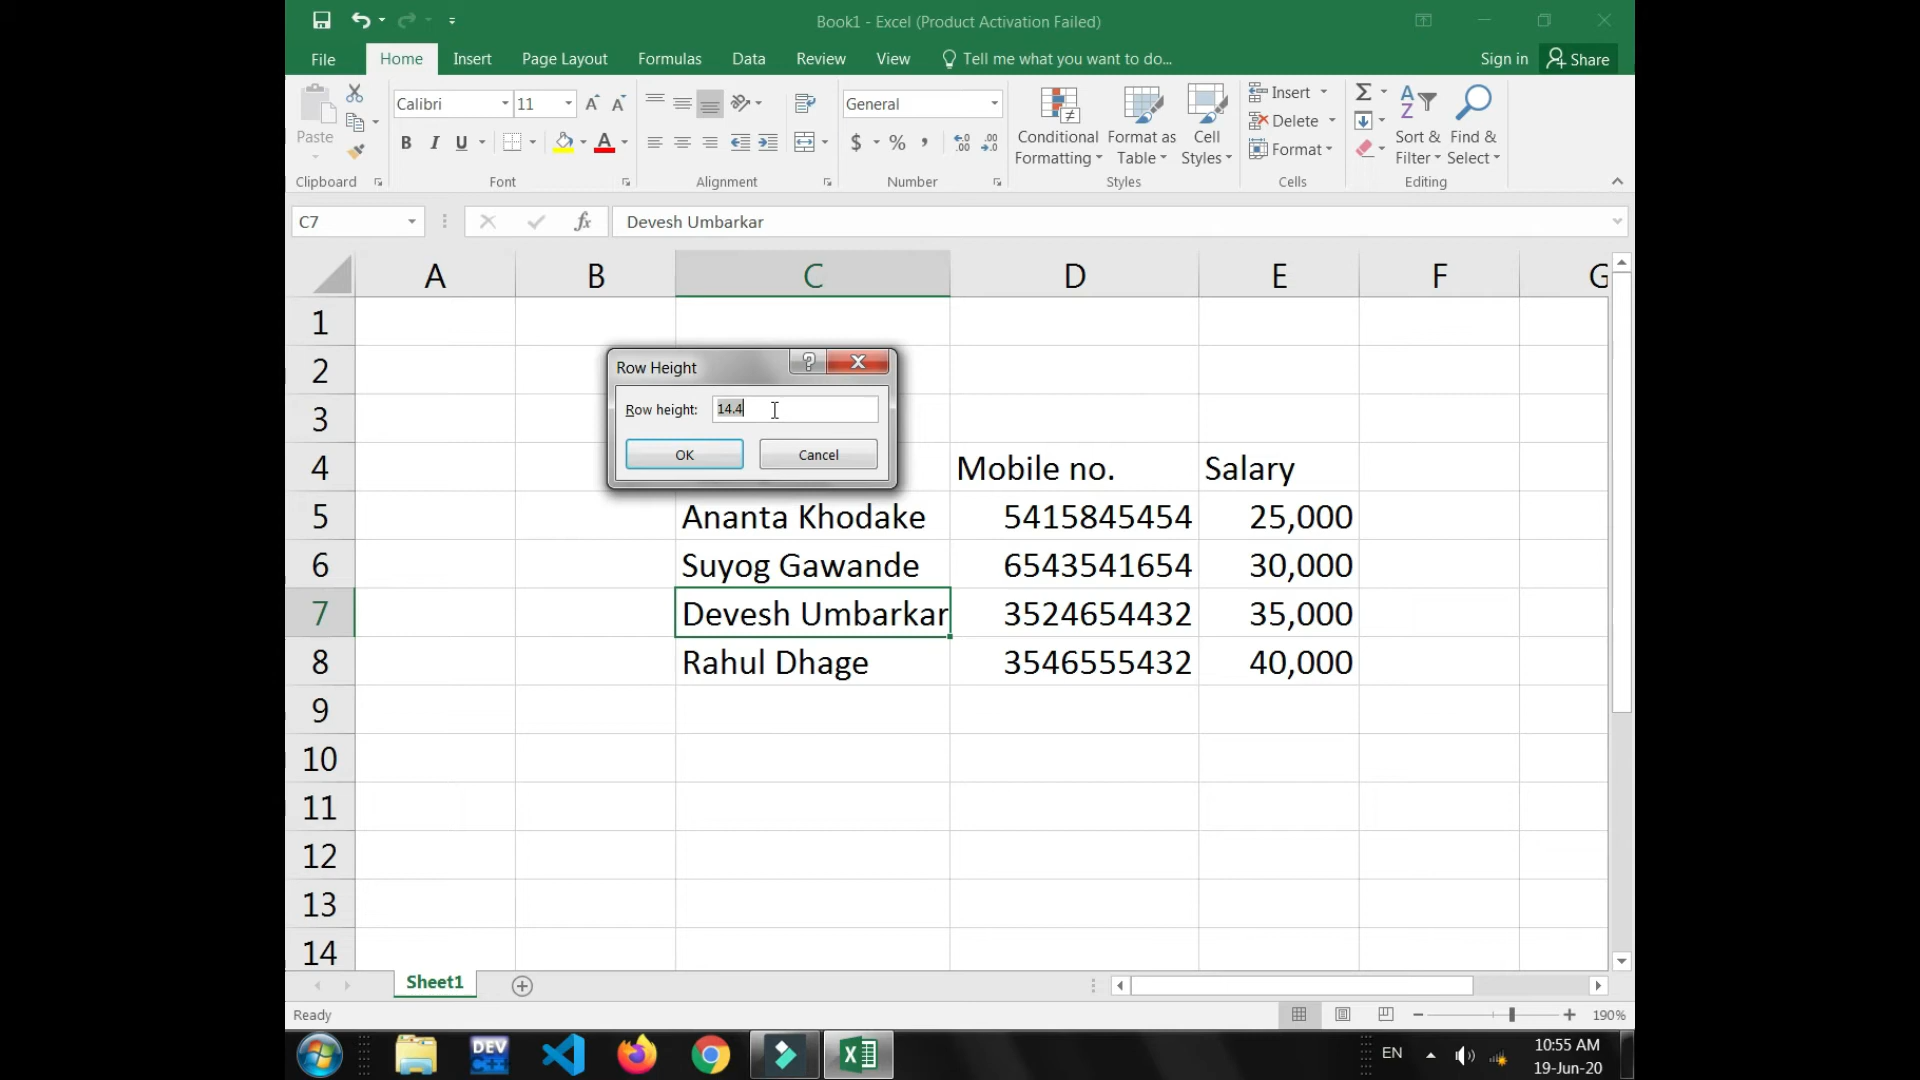 Book1 - Excel (Product Activation Failed)
File Home Insert Page Layout Formulas Data Review View Tell me what you want to do... Sign in Share
Paste
Calibri 11
B I U A
General
$ % ,
Conditional Formatting
Format as Table
Cell Styles
Insert
Delete
Format
Sort & Filter
Find & Select
Clipboard Font Alignment Number Styles Cells Editing
C7 fx Devesh Umbarkar
A B C D E F G
1
2
3
Row Height
Row height: 14.4
OK Cancel
4 Mobile no. Salary
5 Ananta Khodake 5415845454 25,000
6 Suyog Gawande 6543541654 30,000
7 Devesh Umbarkar 3524654432 35,000
8 Rahul Dhage 3546555432 40,000
9
10
11
12
13
14
Sheet1
Ready 190%
DEV C++
EN 10:55 AM
19-Jun-20